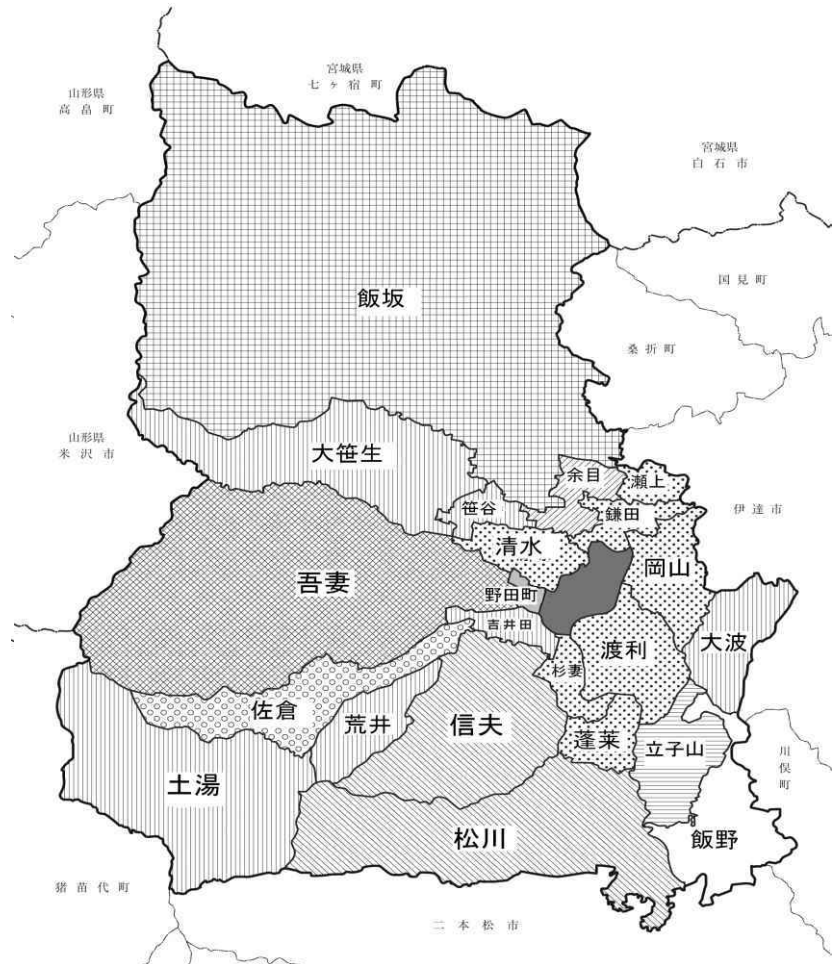 宮城県
七ヶ宿町
山形県
高畠町
宮城県
白石市
国見町
飯坂
桑折町
山形県
米沢市
大笹生
余目
瀬上
笹谷
鎌田
伊達市
清水
岡山
吾妻
野田町
吉井田
大波
渡利
杉妻
佐倉
荒井
信夫
蓬莱
立子山
川俣町
土湯
松川
飯野
猪苗代町
二本松市